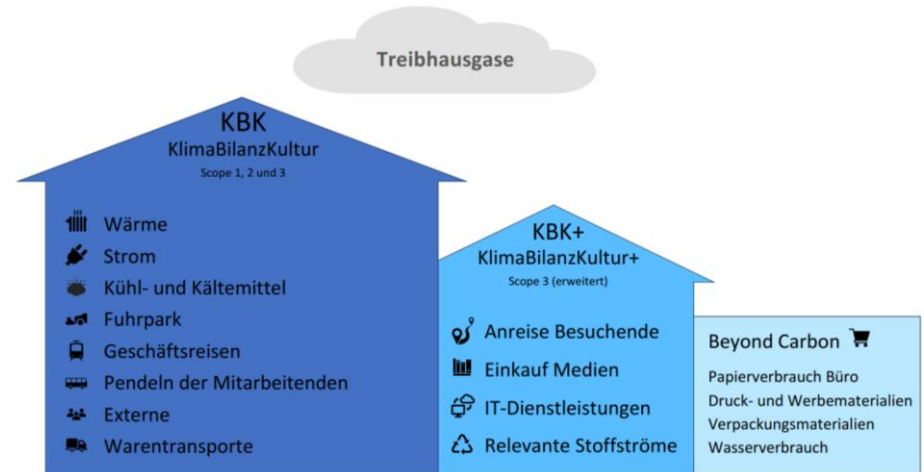 Treibhausgase
KBK
KlimaBilanzKultur
Scope 1, 2 und 3
Wärme
Strom
Kühl- und Kältemittel
Fuhrpark
Geschäftsreisen
Pendeln der Mitarbeitenden
Externe
Warentransporte
KBK+
KlimaBilanzKultur+
Scope 3 (erweitert)
Anreise Besuchende
Einkauf Medien
IT-Dienstleistungen
Relevante Stoffströme
Beyond Carbon
Papierverbrauch Büro
Druck- und Werbematerialien
Verpackungsmaterialien
Wasserverbrauch